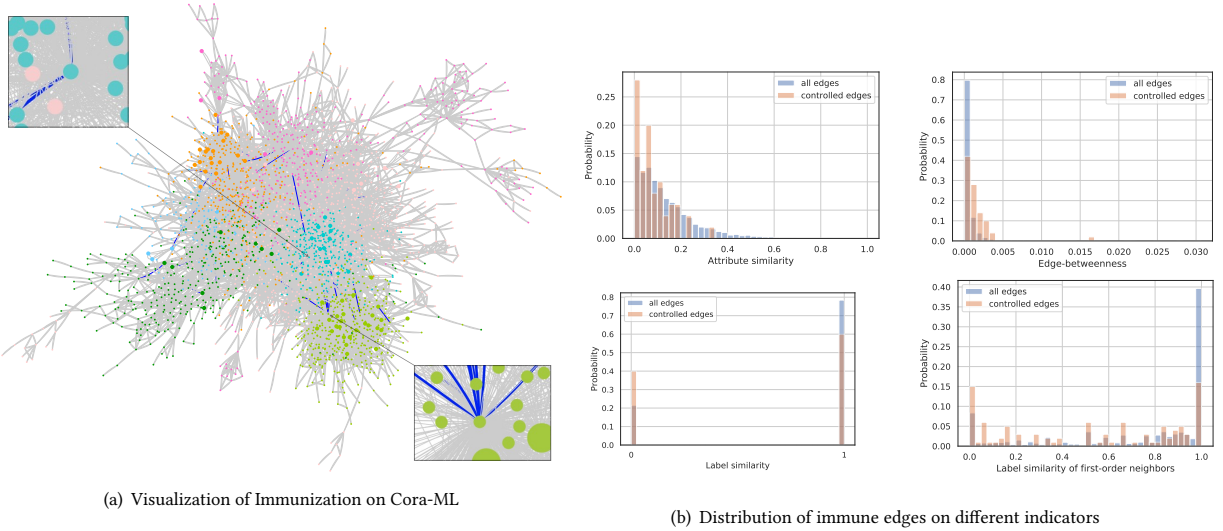 all edges
controlled edges
0.25
0.20
0.15
0.10
0.05
0.00
Probability
0.0 0.2 0.4 0.6 0.8 1.0
Attribute similarity
all edges
controlled edges
0.8
0.7
0.6
0.5
0.4
0.3
0.2
0.1
0.0
Probability
0.000 0.005 0.010 0.015 0.020 0.025 0.030
Edge-betweenness
all edges
controlled edges
0.8
0.7
0.6
0.5
0.4
0.3
0.2
0.1
0.0
Probability
0 1
Label similarity
all edges
controlled edges
0.40
0.35
0.30
0.25
0.20
0.15
0.10
0.05
0.00
Probability
0.0 0.2 0.4 0.6 0.8 1.0
Label similarity of first-order neighbors
(a) Visualization of Immunization on Cora-ML
(b) Distribution of immune edges on different indicators